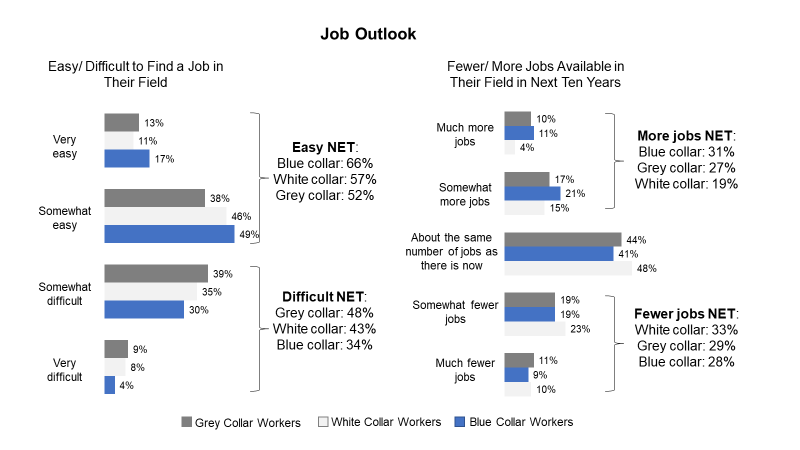 Job Outlook
Easy/ Difficult to Find a Job in
Their Field
Very
easy
13%
11%
17%
Somewhat
easy
38%
46%
49%
Easy NET:
Blue collar: 66%
White collar: 57%
Grey collar: 52%
Somewhat
difficult
39%
35%
30%
Very
difficult
9%
8%
4%
Difficult NET:
Grey collar: 48%
White collar: 43%
Blue collar: 34%
Fewer/ More Jobs Available in
Their Field in Next Ten Years
Much more
jobs
10%
11%
4%
Somewhat
more jobs
17%
21%
15%
More jobs NET:
Blue collar: 31%
Grey collar: 27%
White collar: 19%
About the same
number of jobs as
there is now
44%
41%
48%
Somewhat fewer
jobs
19%
19%
23%
Much fewer
jobs
11%
9%
10%
Fewer jobs NET:
White collar: 33%
Grey collar: 29%
Blue collar: 28%
Grey Collar Workers
White Collar Workers
Blue Collar Workers